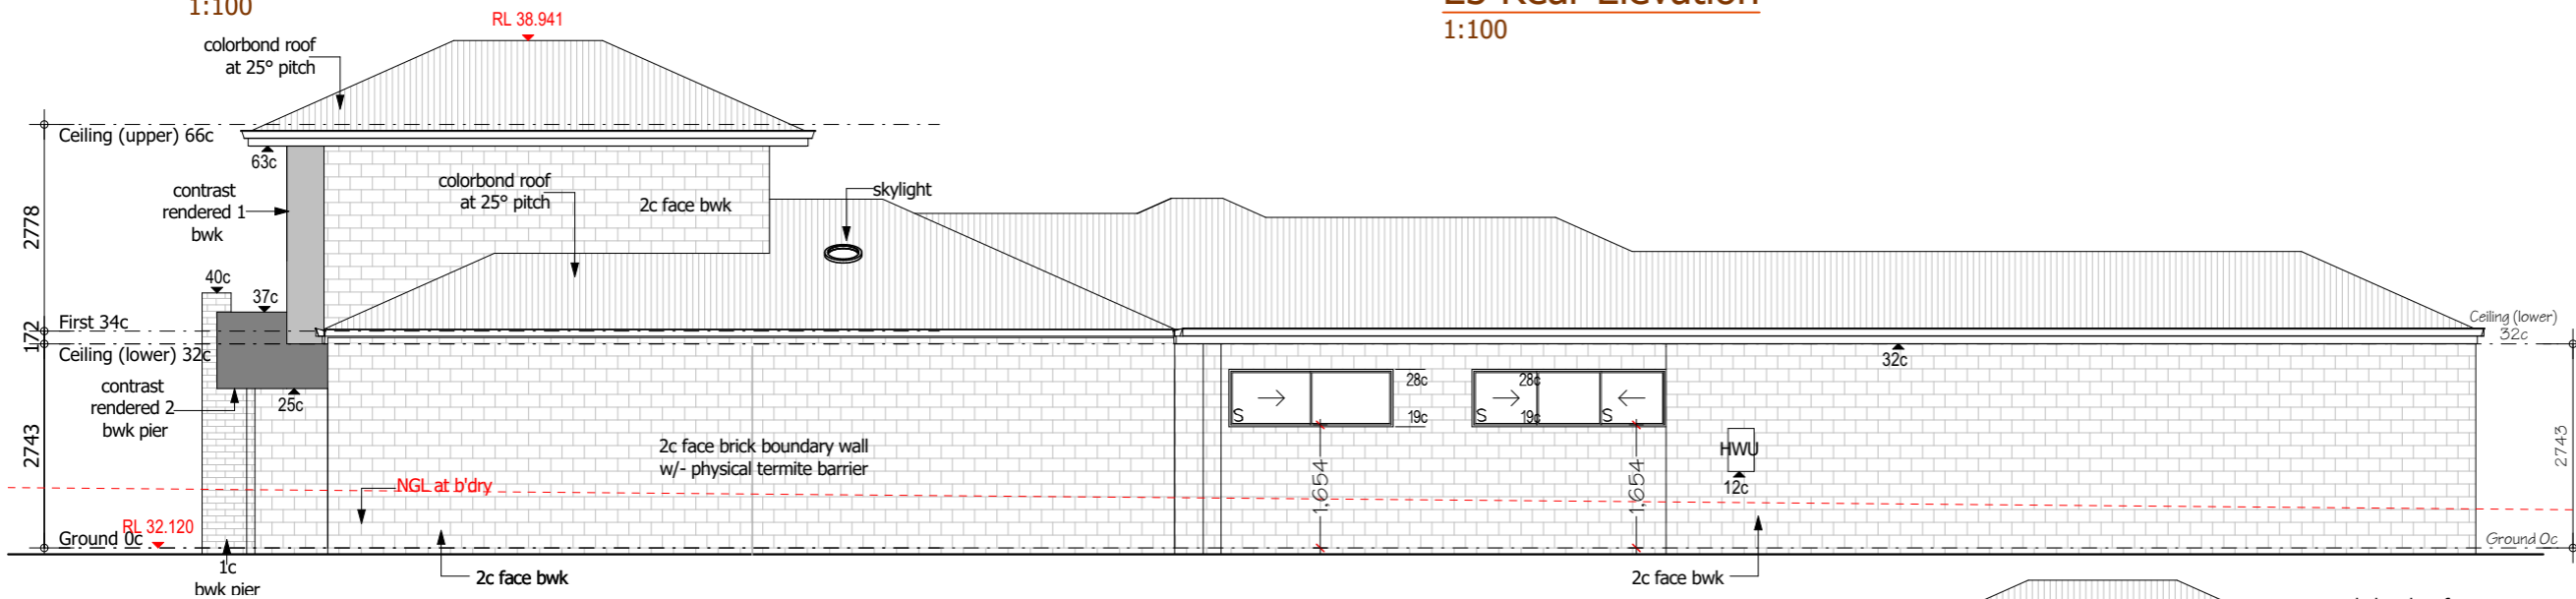 1:100
E3 Rear Elevation
1:100
RL 38.941
colorbond roof
at 25° pitch
Ceiling (upper) 66c
63c
contrast
rendered 1
bwk
colorbond roof
at 25° pitch
2c face bwk
skylight
2778
40c
37c
First 34c
172
Ceiling (lower) 32c
Ceiling (lower)
32c
32c
contrast
rendered 2
bwk pier
25c
28c
19c
S
28c
19c
S
S
2743
2c face brick boundary wall
w/- physical termite barrier
HWU
12c
1,654
1,654
2743
NGL at b'dry
RL 32.120
Ground 0c
Ground 0c
1c
bwk pier
2c face bwk
2c face bwk